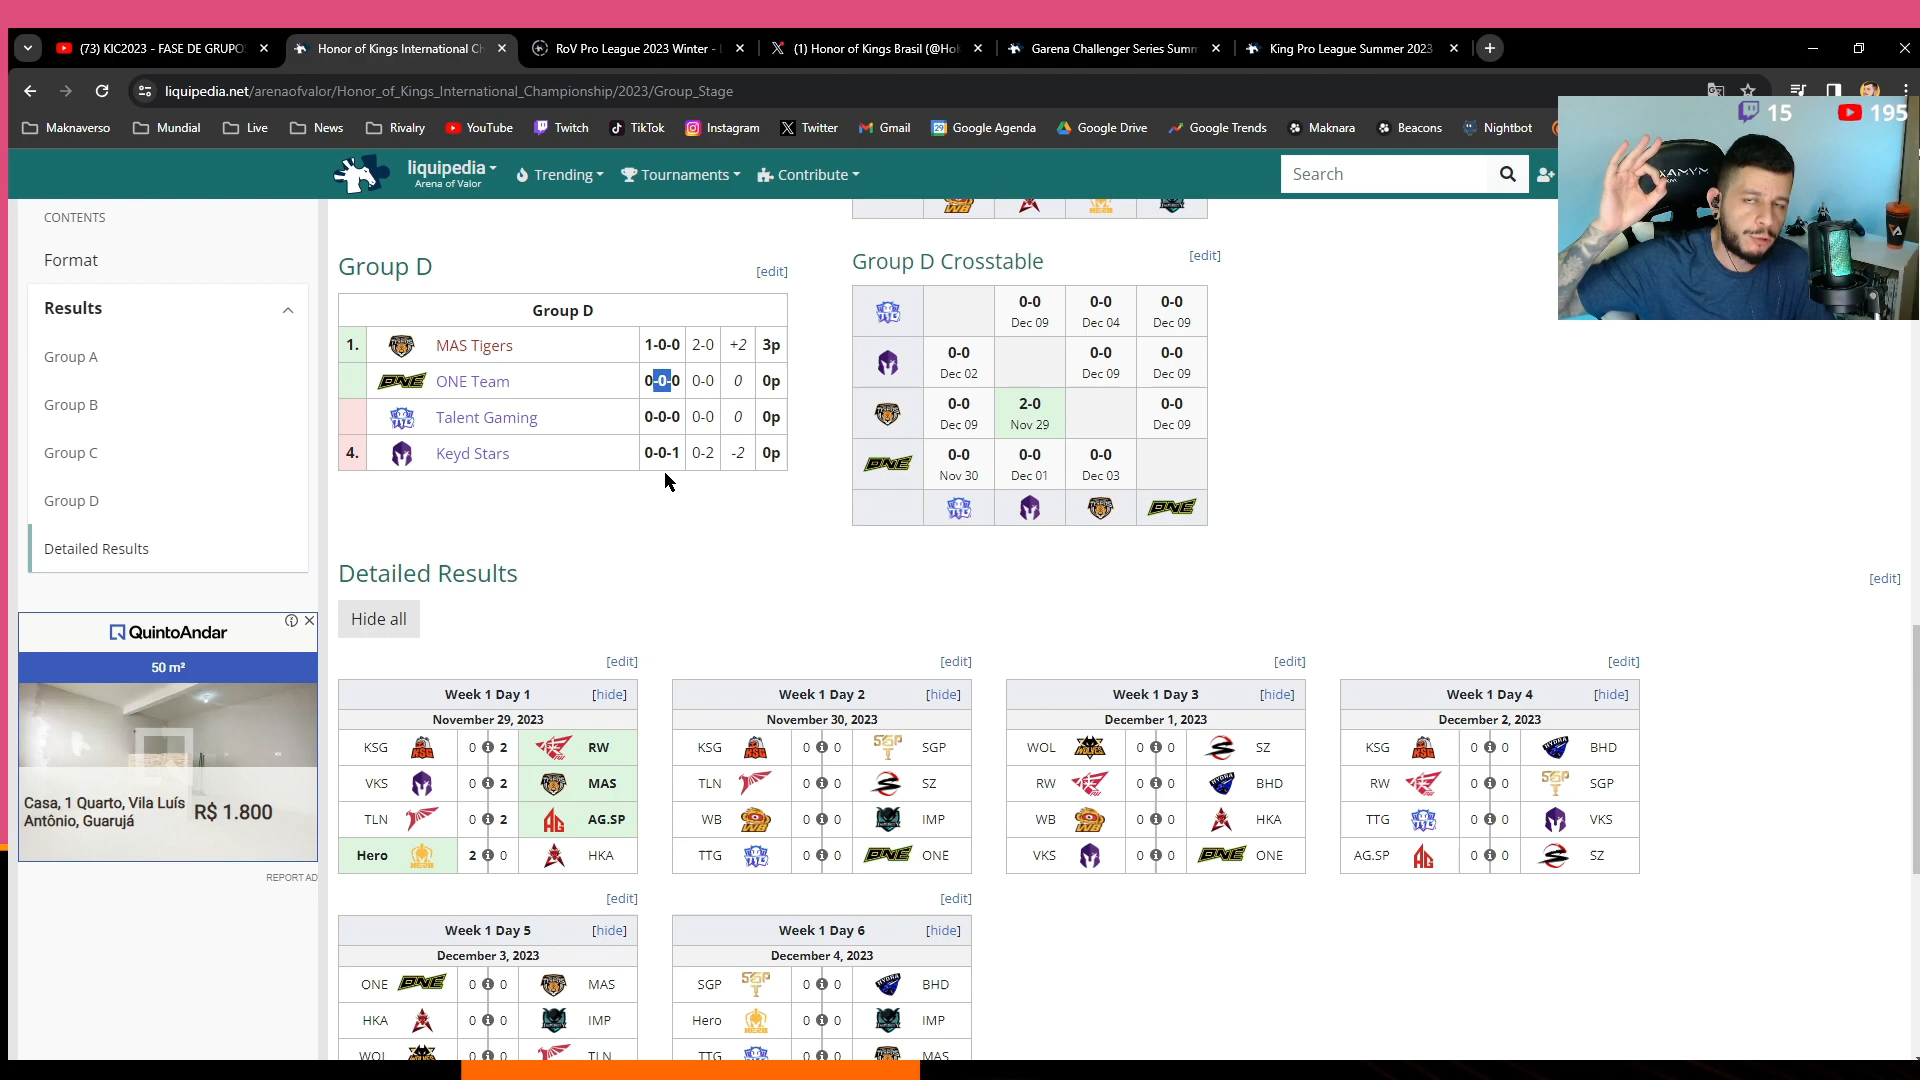 (73) KIC2023 - FASE DE GRUPO
Honor of Kings International Ch
RoV Pro League 2023 Winter -
(1) Honor of Kings Brasil (@Ho
Garena Challenger Series Summ
King Pro League Summer 2023
liquipedia.net/arenaofvalor/Honor_of_Kings_International_Championship/2023/Group_Stage
Maknaverso
Mundial
Live
News
Rivalry
YouTube
Twitch
TikTok
Instagram
Twitter
Gmail
Google Agenda
Google Drive
Google Trends
Maknara
Beacons
Nightbot
15
195
liquipedia
Arena of Valor
Trending
Tournaments
Contribute
Search
CONTENTS
Format
Results
Group A
Group B
Group C
Group D
Detailed Results
QuintoAndar
50 m²
Casa, 1 Quarto, Vila Luís
Antônio, Guarujá
R$ 1.800
REPORT AD
Group D
[edit]
Group D
1. MAS Tigers 1-0-0 2-0 +2 3p
ONE Team 0-0-0 0-0 0 0p
Talent Gaming 0-0-0 0-0 0 0p
4. Keyd Stars 0-0-1 0-2 -2 0p
Group D Crosstable
[edit]
0-0 0-0 0-0
Dec 09 Dec 04 Dec 09
0-0 0-0 0-0
Dec 02 Dec 09 Dec 09
0-0 2-0 0-0
Dec 09 Nov 29 Dec 09
0-0 0-0 0-0
ONE
Nov 30 Dec 01 Dec 03
ONE
Detailed Results
[edit]
Hide all
[edit]
Week 1 Day 1 [hide]
November 29, 2023
KSG 0 2 RW
VKS 0 2 MAS
TLN 0 2 AG.SP
Hero 2 0 HKA
[edit]
Week 1 Day 2 [hide]
November 30, 2023
KSG 0 0 SGP
TLN 0 0 SZ
WB 0 0 IMP
TTG 0 0 ONE
[edit]
Week 1 Day 3 [hide]
December 1, 2023
WOL 0 0 SZ
RW 0 0 BHD
WB 0 0 HKA
VKS 0 0 ONE
[edit]
Week 1 Day 4 [hide]
December 2, 2023
KSG 0 0 BHD
RW 0 0 SGP
TTG 0 0 VKS
AG.SP 0 0 SZ
[edit]
Week 1 Day 5 [hide]
December 3, 2023
ONE 0 0 MAS
HKA 0 0 IMP
WOL 0 0 TLN
[edit]
Week 1 Day 6 [hide]
December 4, 2023
SGP 0 0 BHD
Hero 0 0 IMP
TTG 0 0 MAS